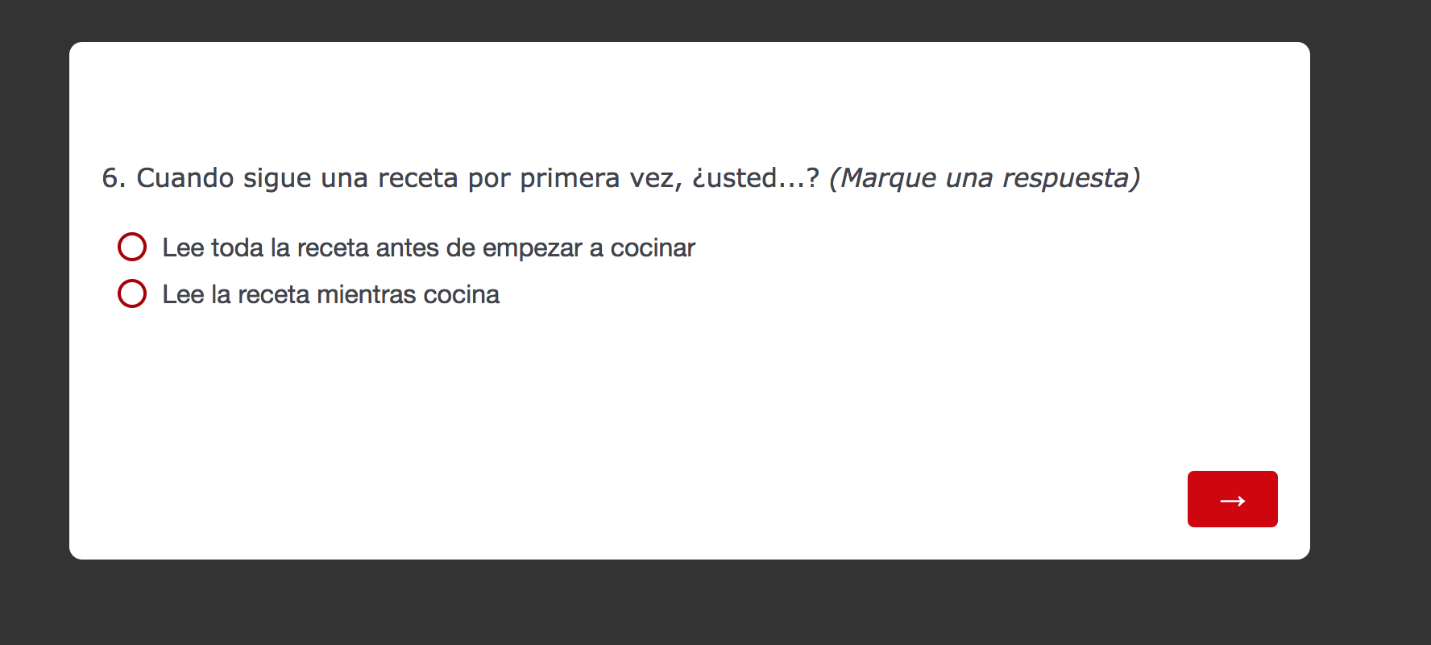 6. Cuando sigue una receta por primera vez, ¿usted...? (Marque una respuesta)
Lee toda la receta antes de empezar a cocinar
Lee la receta mientras cocina
→